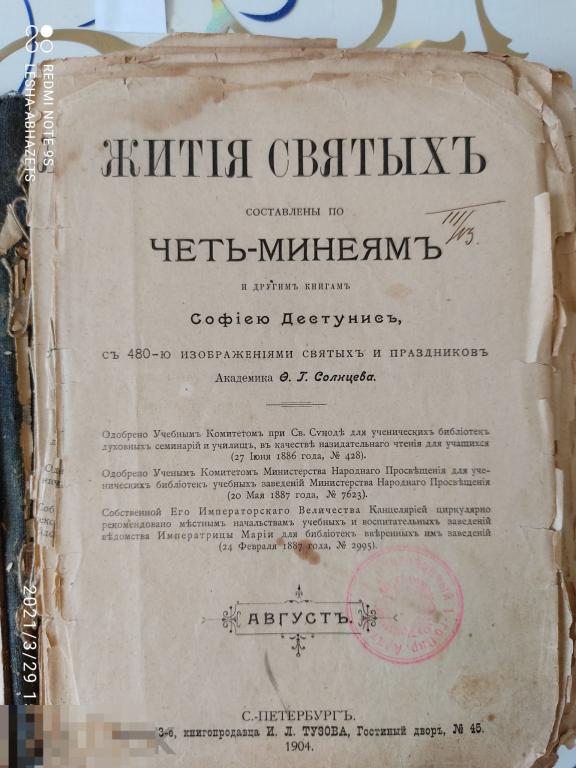 ЖИТІЯ СВЯТЫХЪ
СОСТАВЛЕНЫ ПО
ЧЕТЬ-МИНЕЯМЪ
И ДРУГИМЪ КНИГАМЪ
Софіею Дестунисъ,
СЪ 480-Ю ИЗОБРАЖЕНІЯМИ СВЯТЫХЪ И ПРАЗДНИКОВЪ
Академика Ѳ. Г. Солнцева.
Одобрено Учебнымъ Комитетомъ при Св. Сѵнодѣ для ученическихъ библіотекъ
духовныхъ семинарій и училищъ, въ качествѣ назидательнаго чтенія для учащихся
(27 Іюня 1886 года, № 428).
Одобрено Ученымъ Комитетомъ Министерства Народнаго Просвѣщенія для уче-
ническихъ библіотекъ учебныхъ заведеній Министерства Народнаго Просвѣщенія
(20 Мая 1887 года, № 7623).
Собственной Его Императорскаго Величества Канцеляріей циркулярно
рекомендовано мѣстнымъ начальствамъ учебныхъ и воспитательныхъ заведеній
вѣдомства Императрицы Маріи для библіотекъ ввѣренныхъ имъ заведеній
(24 Февраля 1887 года, № 2995).
АВГУСТЪ.
С.-ПЕТЕРБУРГЪ.
З-е, книгопродавца И. Л. ТУЗОВА, Гостиный дворъ, № 45.
1904.
REDMI NOTE 9S
LESHA-ABHAZETS
2021/3/29 1